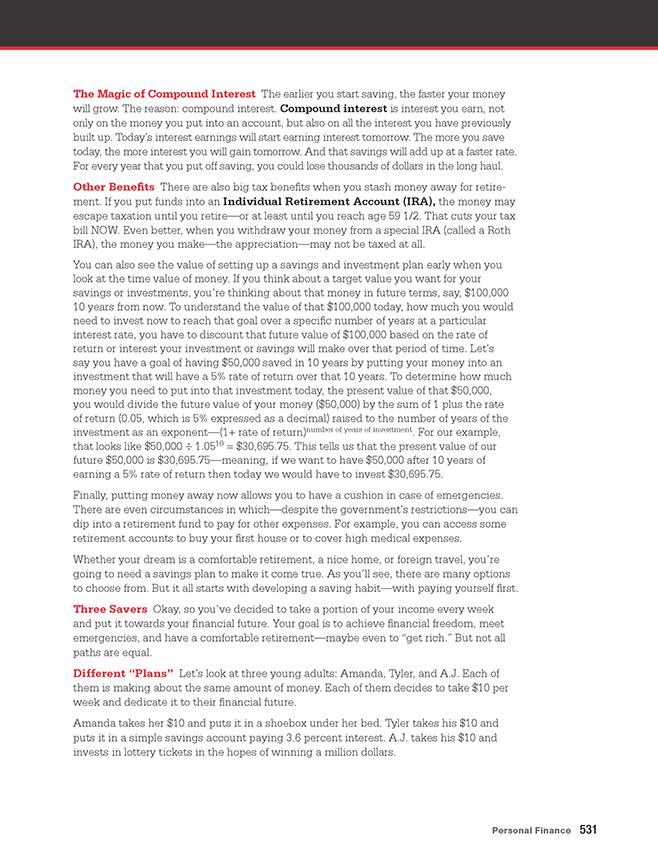 The Magic of Compound Interest The earlier you start saving, the faster your money
will grow. The reason: compound interest. Compound interest is interest you earn, not
only on the money you put into an account, but also on all the interest you have previously
built up. Today's interest earnings will start earning interest tomorrow. The more you save
today, the more interest you will gain tomorrow. And that savings will add up at a faster rate.
For every year that you put off saving, you could lose thousands of dollars in the long haul.
Other Benefits There are also big tax benefits when you stash money away for retire-
ment. If you put funds into an Individual Retirement Account (IRA), the money may
escape taxation until you retire—or at least until you reach age 59 1/2. That cuts your tax
bill NOW. Even better, when you withdraw your money from a special IRA (called a Roth
IRA), the money you make—the appreciation—may not be taxed at all.
You can also see the value of setting up a savings and investment plan early when you
look at the time value of money. If you think about a target value you want for your
savings or investments, you're thinking about that money in future terms, say, $100,000
10 years from now. To understand the value of that $100,000 today, how much you would
need to invest now to reach that goal over a specific number of years at a particular
interest rate, you have to discount that future value of $100,000 based on the rate of
return or interest your investment or savings will make over that period of time. Let's
say you have a goal of having $50,000 saved in 10 years by putting your money into an
investment that will have a 5% rate of return over that 10 years. To determine how much
money you need to put into that investment today, the present value of that $50,000,
you would divide the future value of your money ($50,000) by the sum of 1 plus the rate
of return (0.05, which is 5% expressed as a decimal) raised to the number of years of the
investment as an exponent—(1+ rate of return)number of years of investment. For our example,
that looks like $50,000 ÷ 1.05¹⁰ = $30,695.75. This tells us that the present value of our
future $50,000 is $30,695.75—meaning, if we want to have $50,000 after 10 years of
earning a 5% rate of return then today we would have to invest $30,695.75.
Finally, putting money away now allows you to have a cushion in case of emergencies.
There are even circumstances in which—despite the government's restrictions—you can
dip into a retirement fund to pay for other expenses. For example, you can access some
retirement accounts to buy your first house or to cover high medical expenses.
Whether your dream is a comfortable retirement, a nice home, or foreign travel, you're
going to need a savings plan to make it come true. As you'll see, there are many options
to choose from. But it all starts with developing a saving habit—with paying yourself first.
Three Savers Okay, so you've decided to take a portion of your income every week
and put it towards your financial future. Your goal is to achieve financial freedom, meet
emergencies, and have a comfortable retirement—maybe even to "get rich." But not all
paths are equal.
Different "Plans" Let's look at three young adults: Amanda, Tyler, and A.J. Each of
them is making about the same amount of money. Each of them decides to take $10 per
week and dedicate it to their financial future.
Amanda takes her $10 and puts it in a shoebox under her bed. Tyler takes his $10 and
puts it in a simple savings account paying 3.6 percent interest. A.J. takes his $10 and
invests in lottery tickets in the hopes of winning a million dollars.
Personal Finance 531